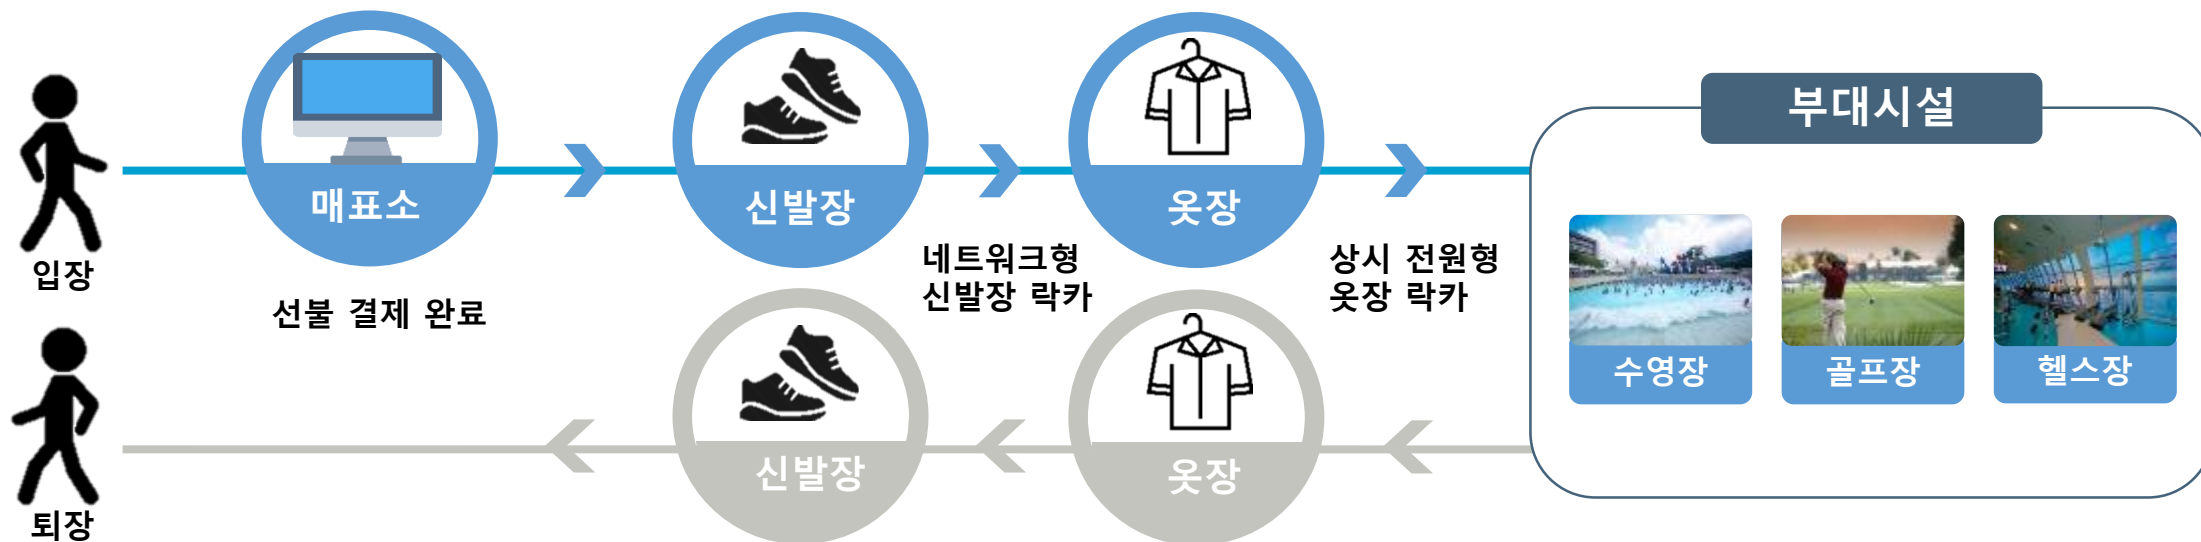 부대시설
매표소
신발장
옷장
입장
선불 결제 완료
네트워크형
신발장 락카
상시 전원형
옷장 락카
수영장
골프장
헬스장
신발장
옷장
퇴장